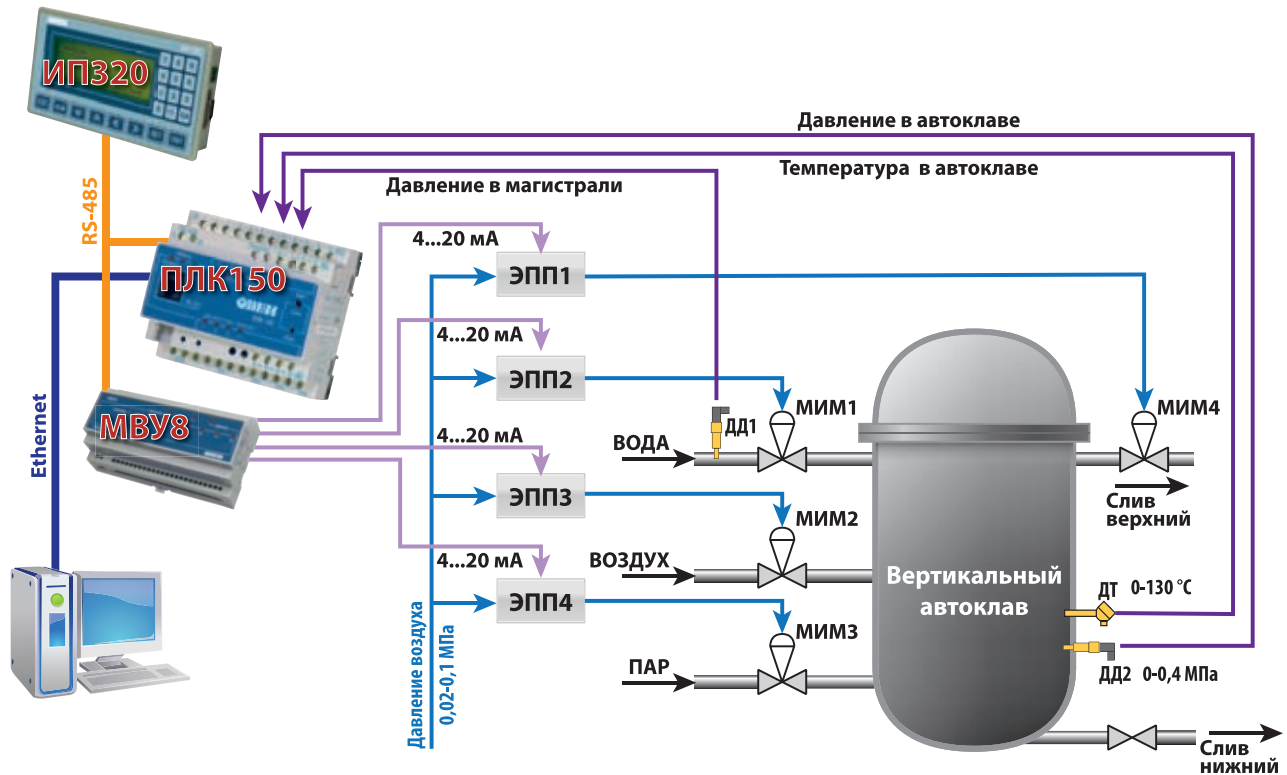 ИП320
Давление в автоклаве
Температура в автоклаве
Давление в магистрали
RS-485
4...20 мА
ЭПП1
ПЛК150
ОВЕН
4...20 мА
ЭПП2
МИМ1
МИМ4
МВУ8
ДД1
4...20 мА
ВОДА
Ethernet
ЭПП3
Слив
верхний
МИМ2
4...20 мА
ВОЗДУХ
Вертикальный
автоклав
ДТ 0-130 °С
ЭПП4
МИМ3
Давление воздуха
0,02-0,1 МПа
ПАР
ДД2 0-0,4 МПа
Слив
нижний